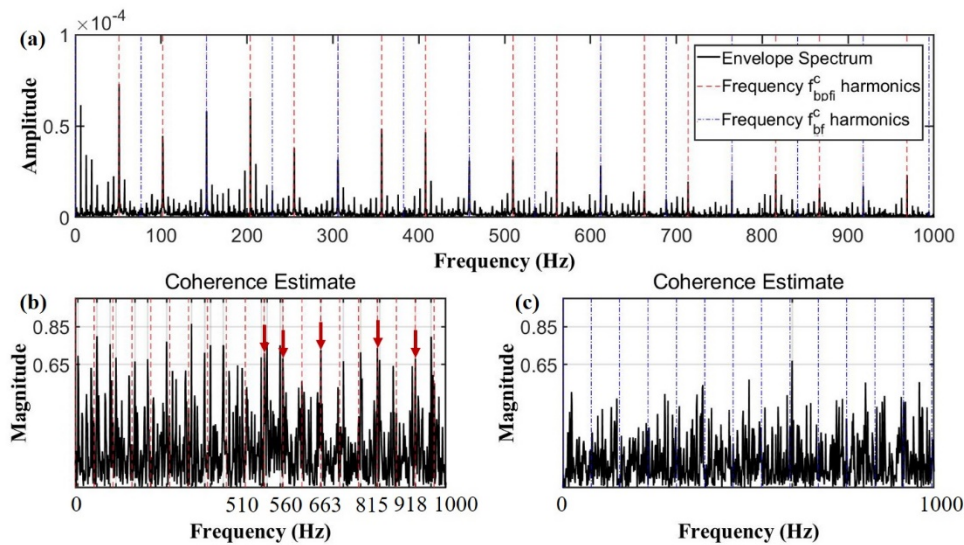 (a)
×10⁻⁴
1
0.5
0
Amplitude
Envelope Spectrum
Frequency f^c_bpfi harmonics
Frequency f^c_bf harmonics
0 100 200 300 400 500 600 700 800 900 1000
Frequency (Hz)
(b)
Coherence Estimate
0.85
0.65
Magnitude
0 510 560 663 815 918 1000
Frequency (Hz)
(c)
Coherence Estimate
0.85
0.65
Magnitude
0 1000
Frequency (Hz)